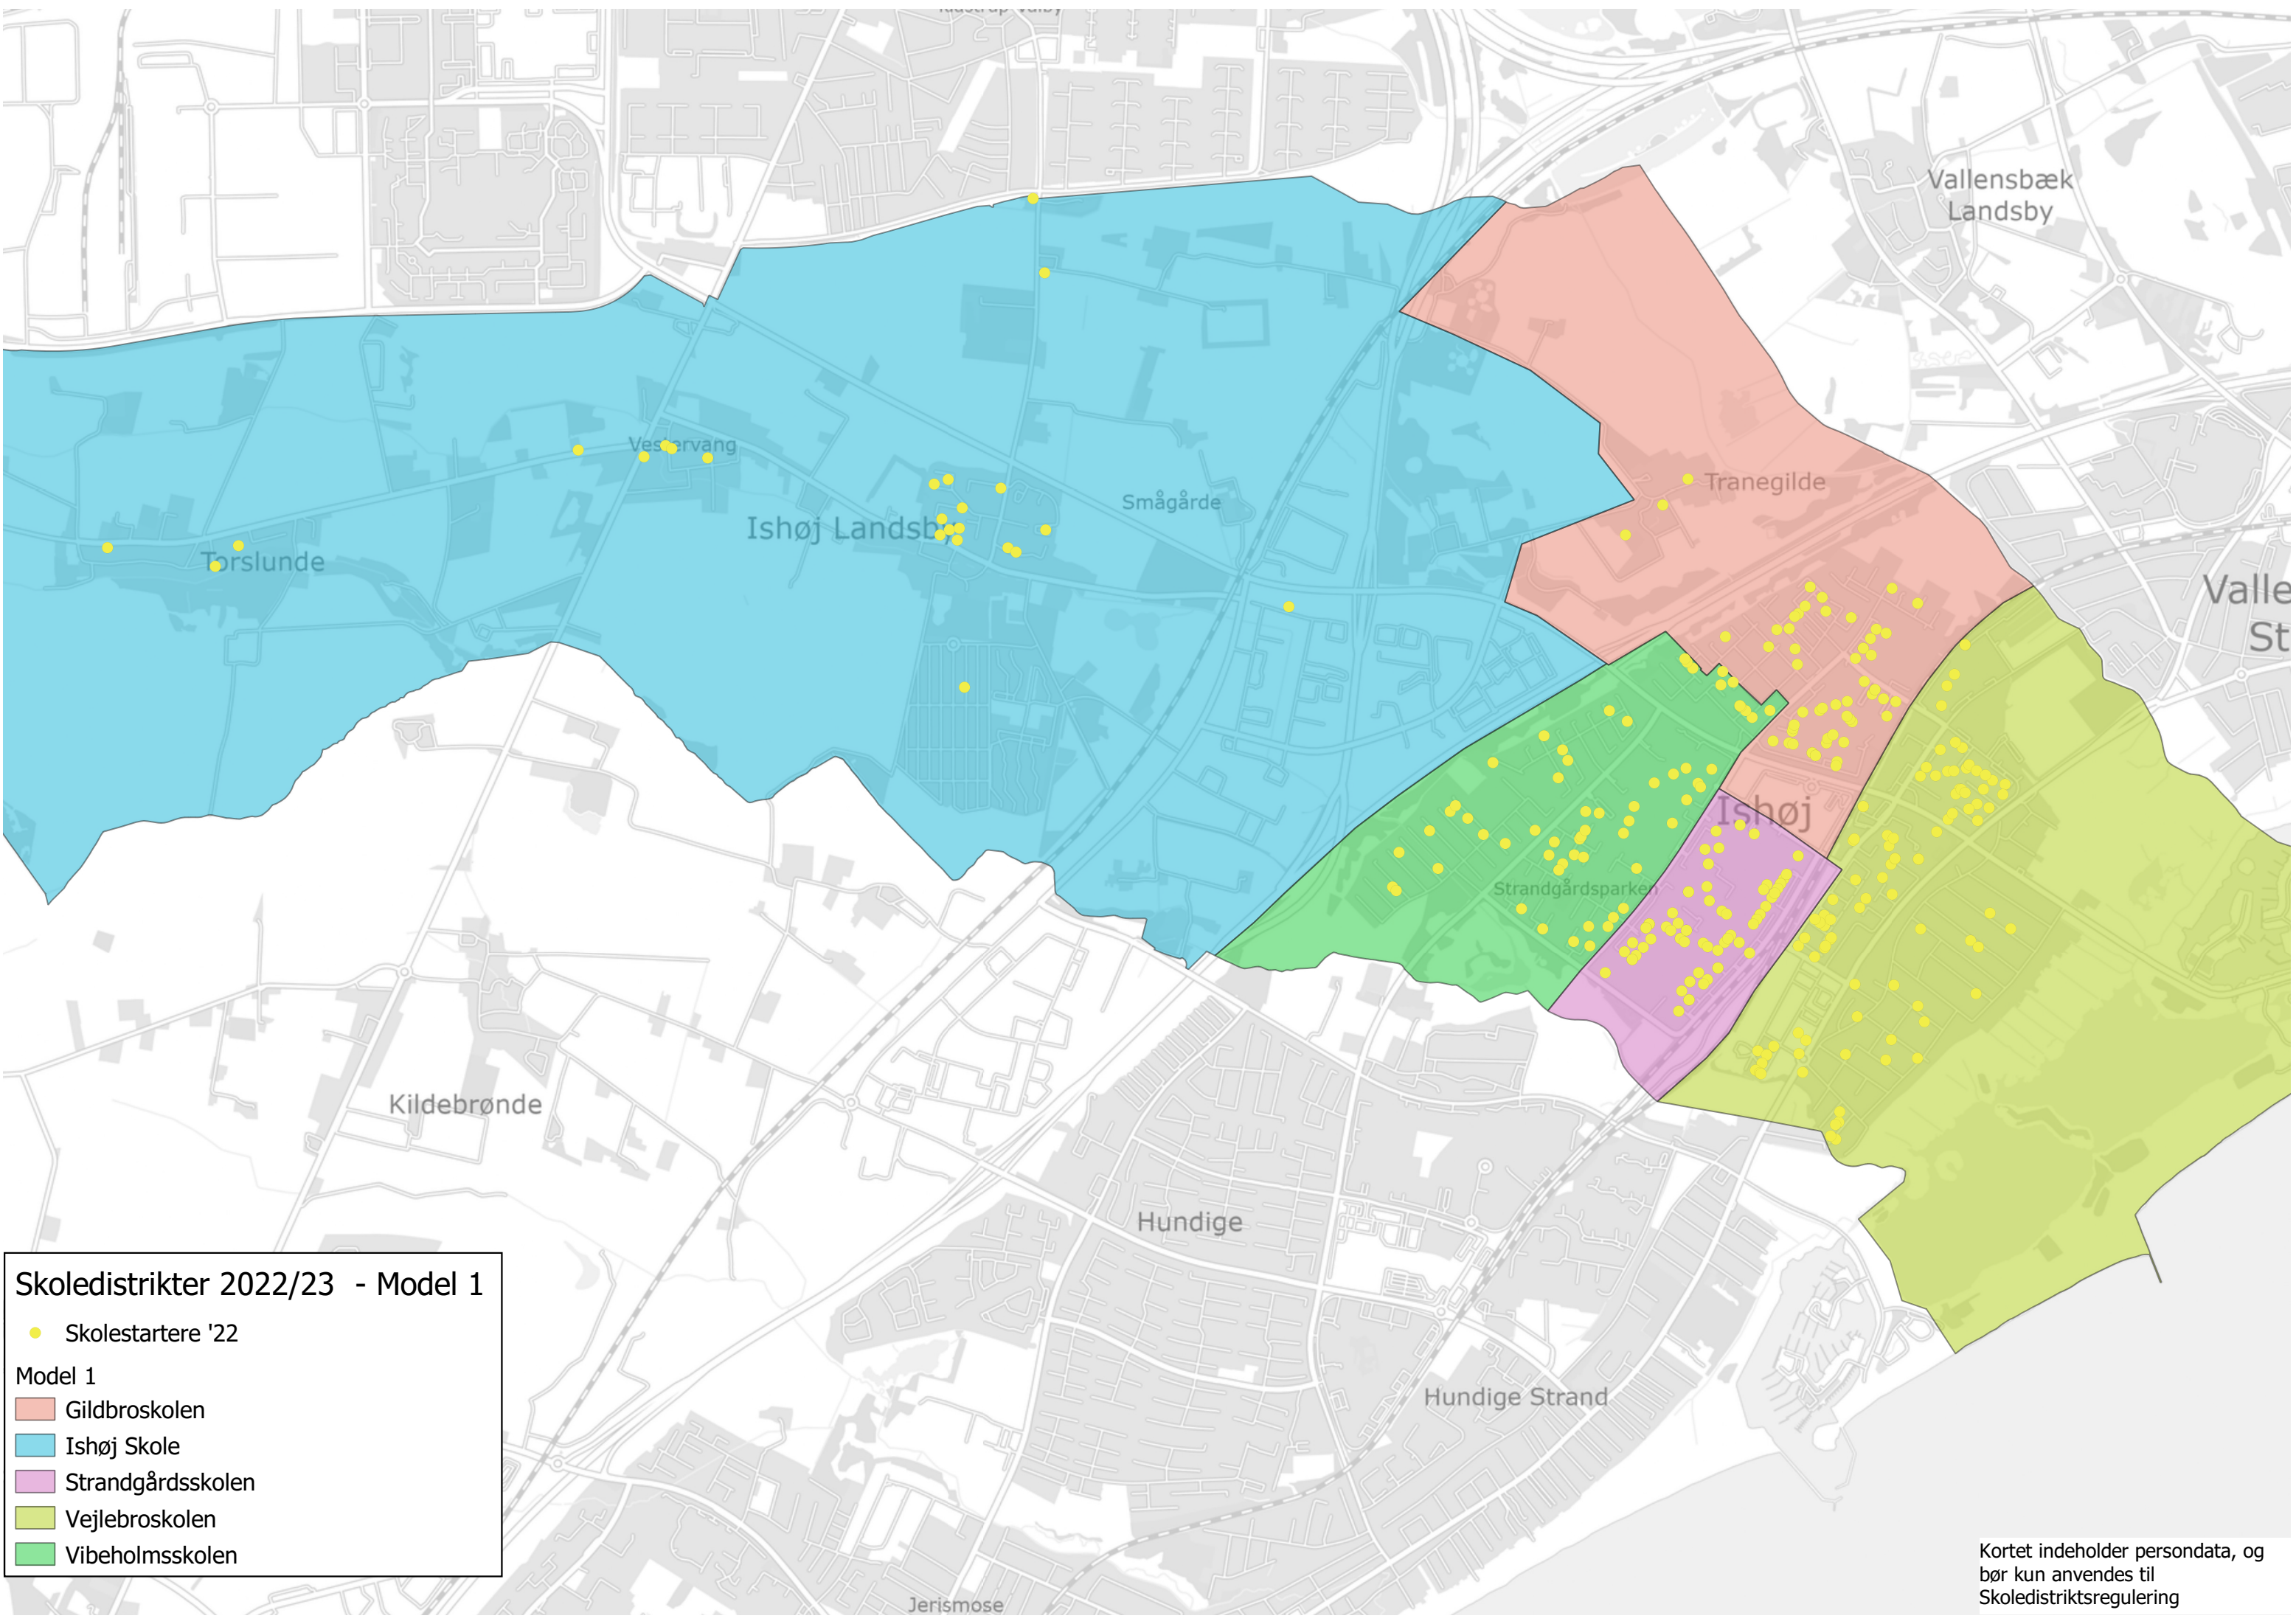 Vallensbæk
Landsby
Vestervang
Tranegilde
Smågårde
Ishøj Landsby
Torslunde
Valle
St
Ishøj
Strandgårdsparken
Kildebrønde
Hundige
Hundige Strand
Jerismose
Skoledistrikter 2022/23 - Model 1
Skolestartere '22
Model 1
Gildbroskolen
Ishøj Skole
Strandgårdsskolen
Vejlebroskolen
Vibeholmsskolen
Kortet indeholder persondata, og
bør kun anvendes til
Skoledistriktsregulering